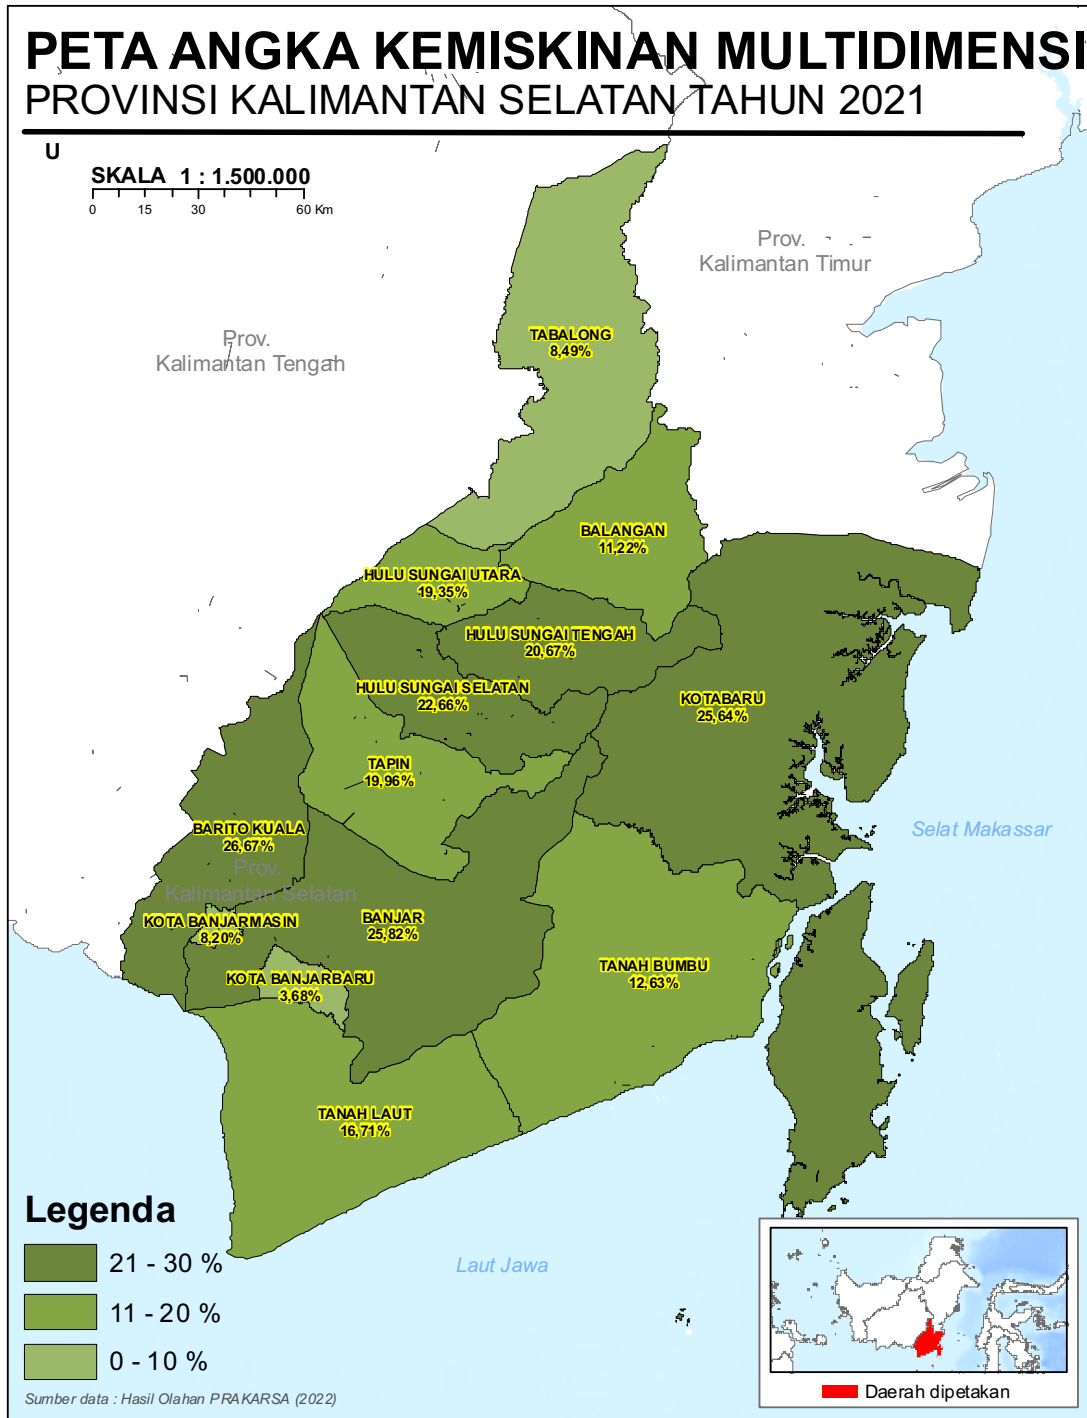 PETA ANGKA KEMISKINAN MULTIDIMENSI
PROVINSI KALIMANTAN SELATAN TAHUN 2021
U
SKALA 1 : 1.500.000
0 15 30 60 Km
Prov.
Kalimantan Timur
Prov.
Kalimantan Tengah
TABALONG
8,49%
BALANGAN
11,22%
HULU SUNGAI UTARA
19,35%
HULU SUNGAI TENGAH
20,67%
HULU SUNGAI SELATAN
22,66%
KOTABARU
25,64%
TAPIN
19,96%
BARITO KUALA
26,67%
Prov.
Kalimantan Selatan
Selat Makassar
KOTA BANJARMASIN
8,20%
BANJAR
25,82%
KOTA BANJARBARU
3,68%
TANAH BUMBU
12,63%
TANAH LAUT
16,71%
Laut Jawa
Legenda
21 - 30 %
11 - 20 %
0 - 10 %
Sumber data : Hasil Olahan PRAKARSA (2022)
Daerah dipetakan